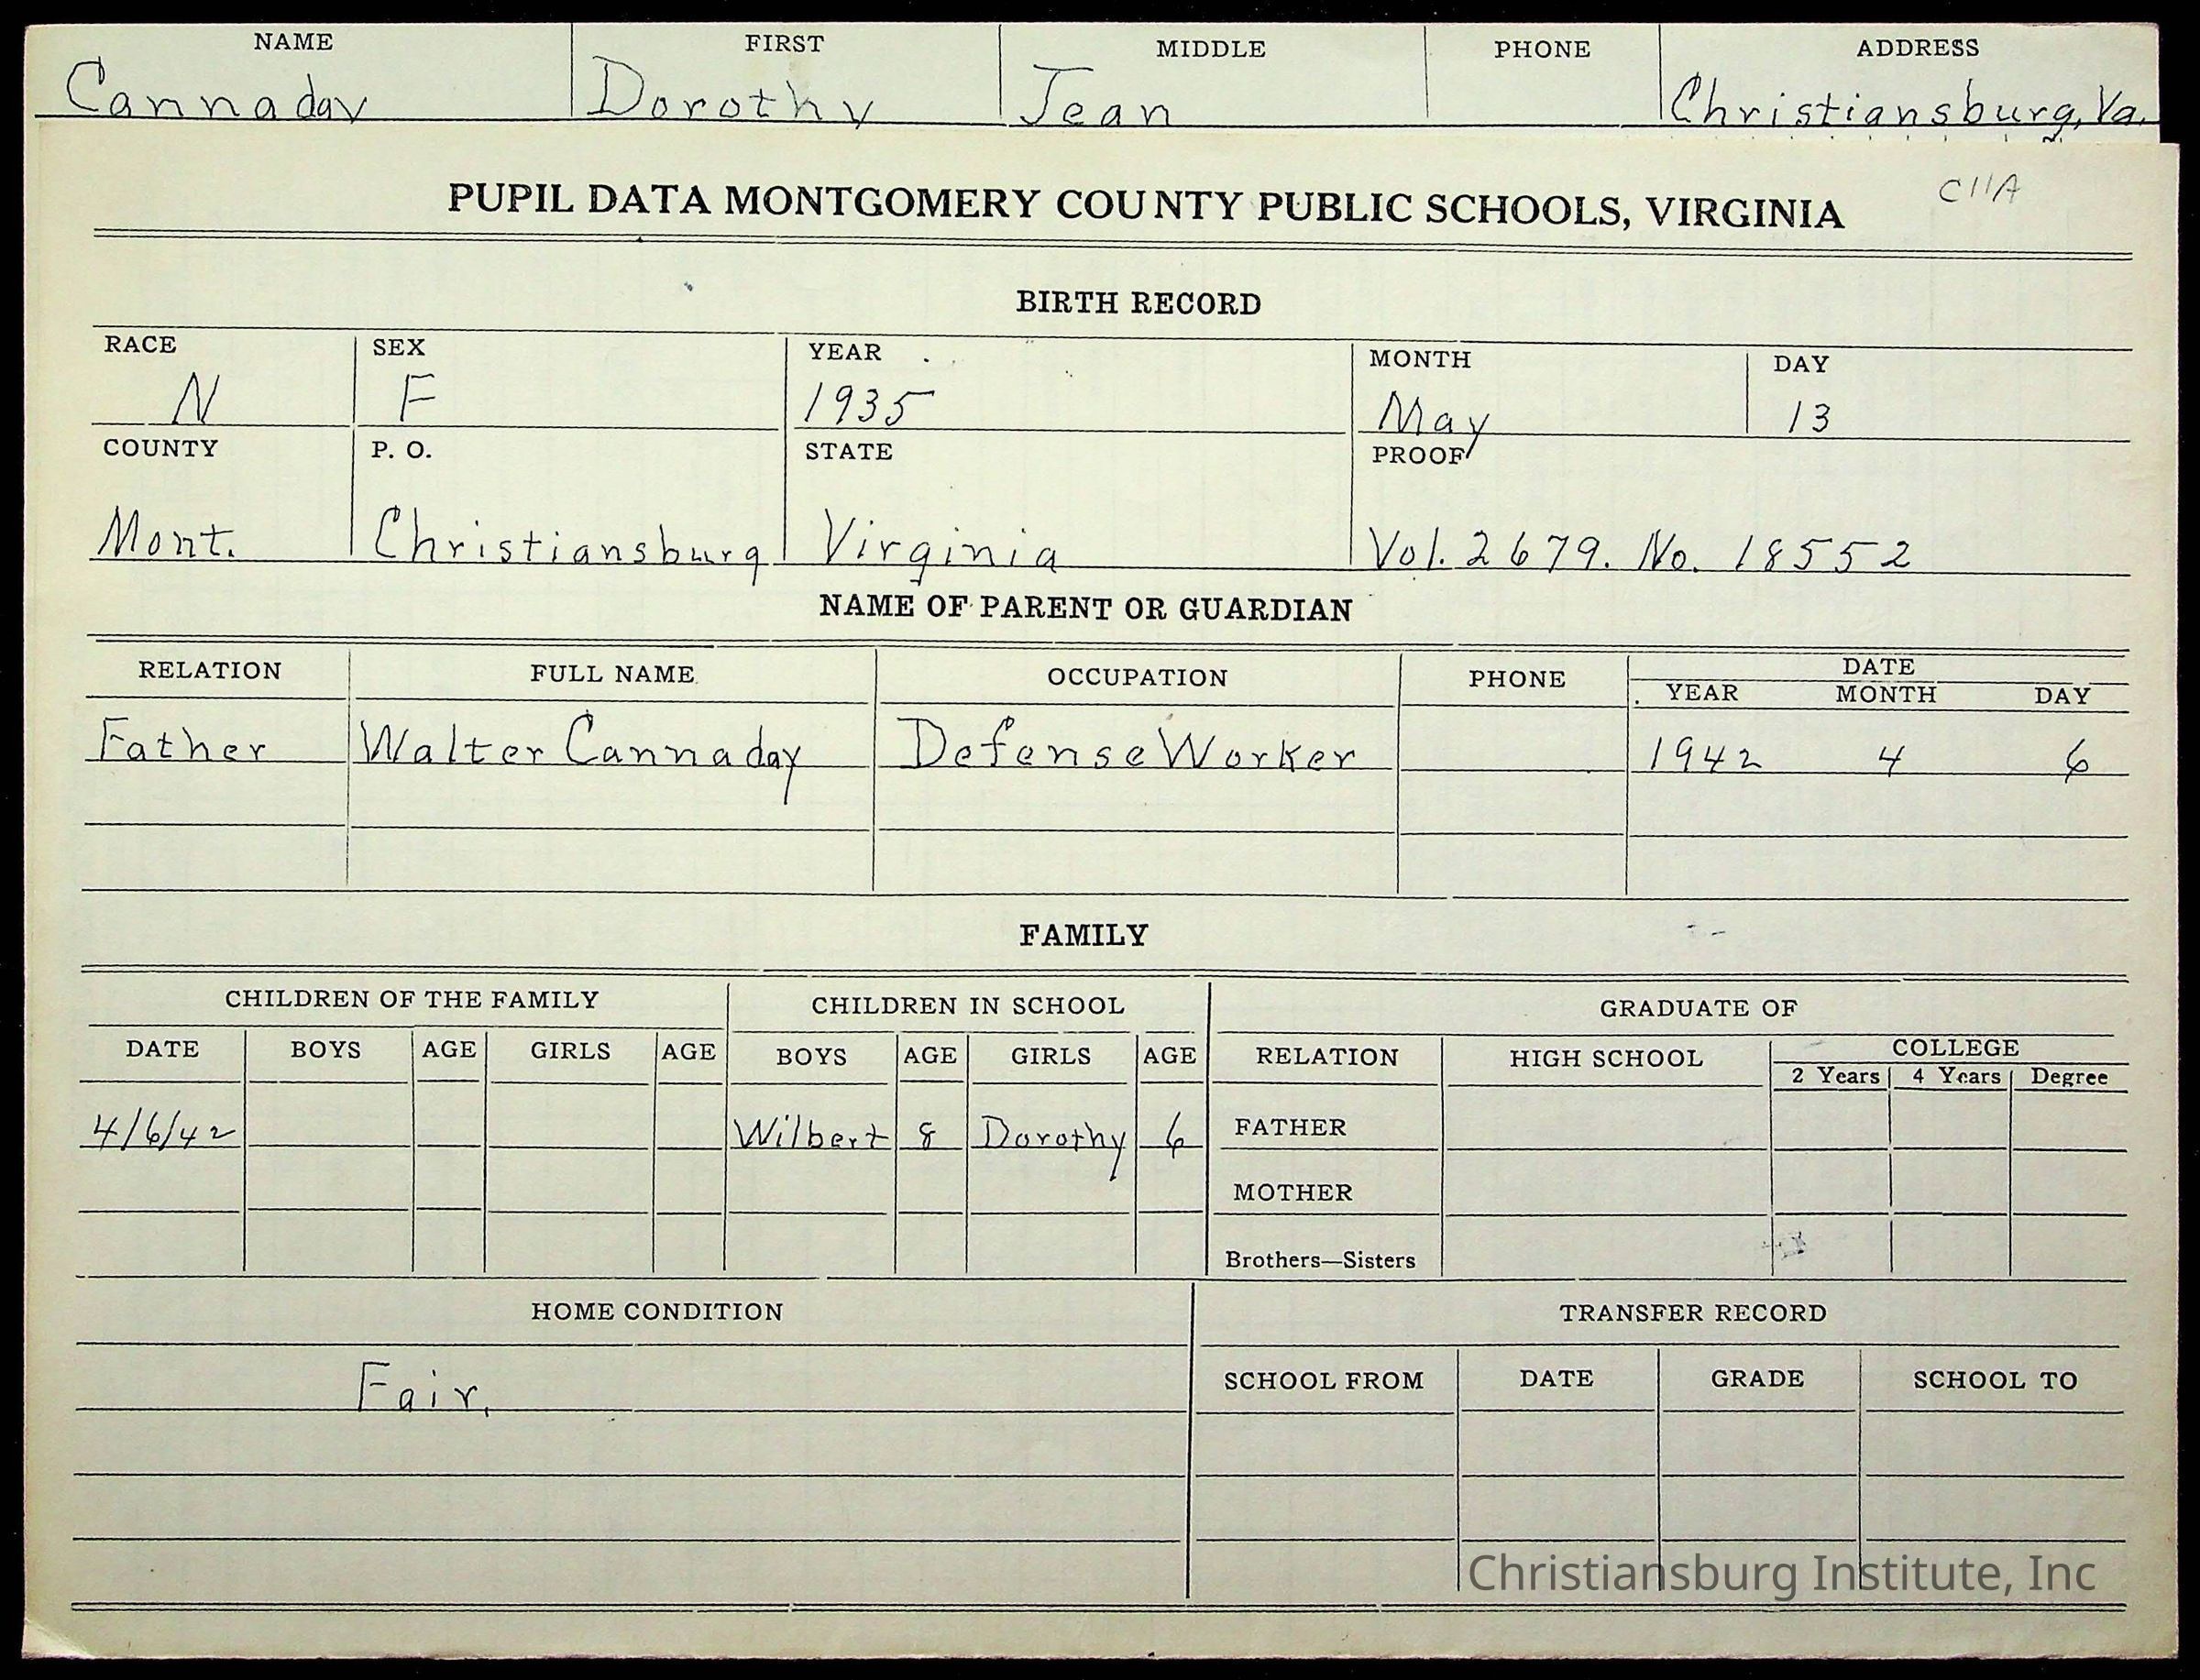 NAME FIRST MIDDLE PHONE ADDRESS
Cannaday Dorothy Jean Christiansburg, Va.
PUPIL DATA MONTGOMERY COUNTY PUBLIC SCHOOLS, VIRGINIA C11A
BIRTH RECORD
RACE SEX YEAR MONTH DAY
N F 1935 May 13
COUNTY P. O. STATE PROOF
Mont. Christiansburg Virginia Vol. 2679. No. 18552
NAME OF PARENT OR GUARDIAN
RELATION FULL NAME OCCUPATION PHONE DATE
YEAR MONTH DAY
Father Walter Cannaday Defense Worker 1942 4 6
FAMILY
CHILDREN OF THE FAMILY CHILDREN IN SCHOOL GRADUATE OF
DATE BOYS AGE GIRLS AGE BOYS AGE GIRLS AGE RELATION HIGH SCHOOL COLLEGE
2 Years 4 Years Degree
4/6/42 Wilbert 8 Dorothy 6 FATHER
MOTHER
Brothers—Sisters
HOME CONDITION TRANSFER RECORD
Fair. SCHOOL FROM DATE GRADE SCHOOL TO
Christiansburg Institute, Inc